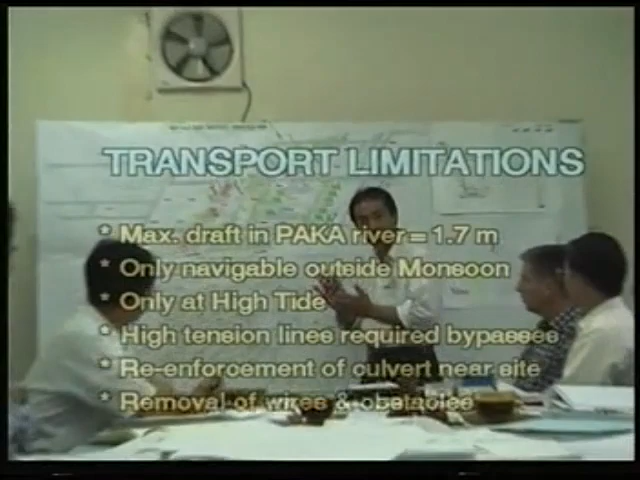 TRANSPORT LIMITATIONS
* Max. draft in PAKA river = 1.7 m
* Only navigable outside Monsoon
* Only at High Tide
* High tension lines required bypasses
* Re-enforcement of culvert near site
* Removal of wires & obstacles